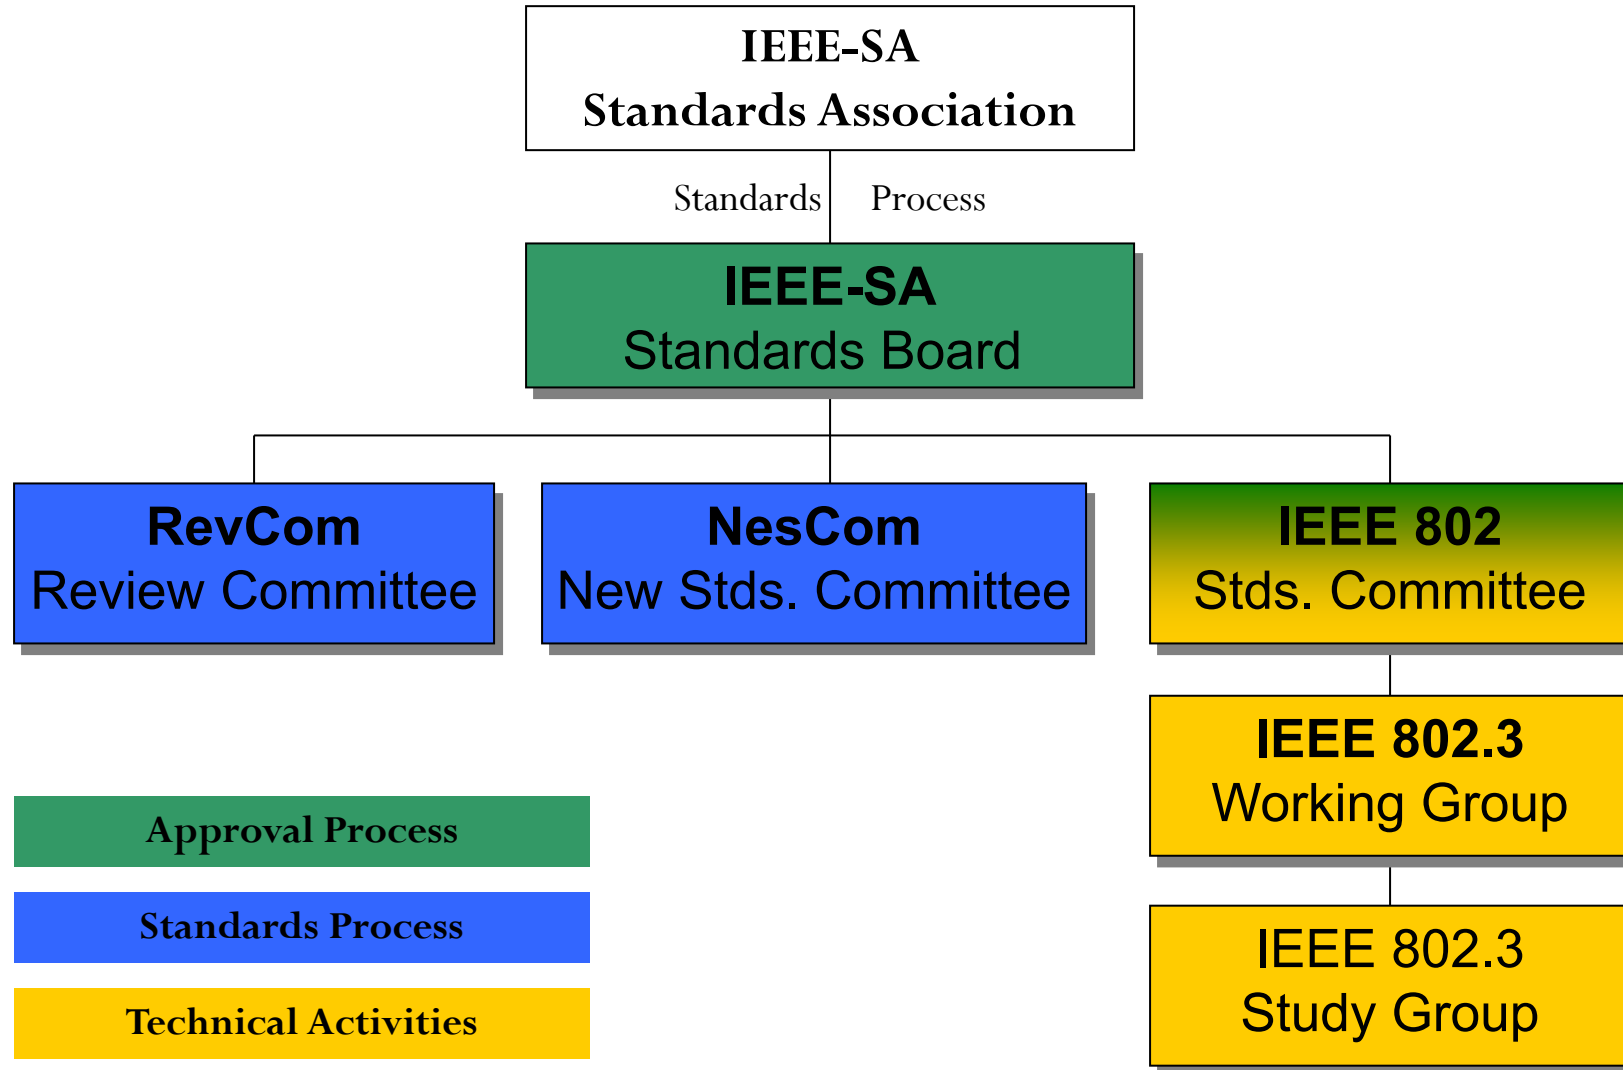 IEEE-SA
Standards Association
Standards Process
IEEE-SA
Standards Board
RevCom
Review Committee
NesCom
New Stds. Committee
IEEE 802
Stds. Committee
IEEE 802.3
Working Group
IEEE 802.3
Study Group
Approval Process
Standards Process
Technical Activities